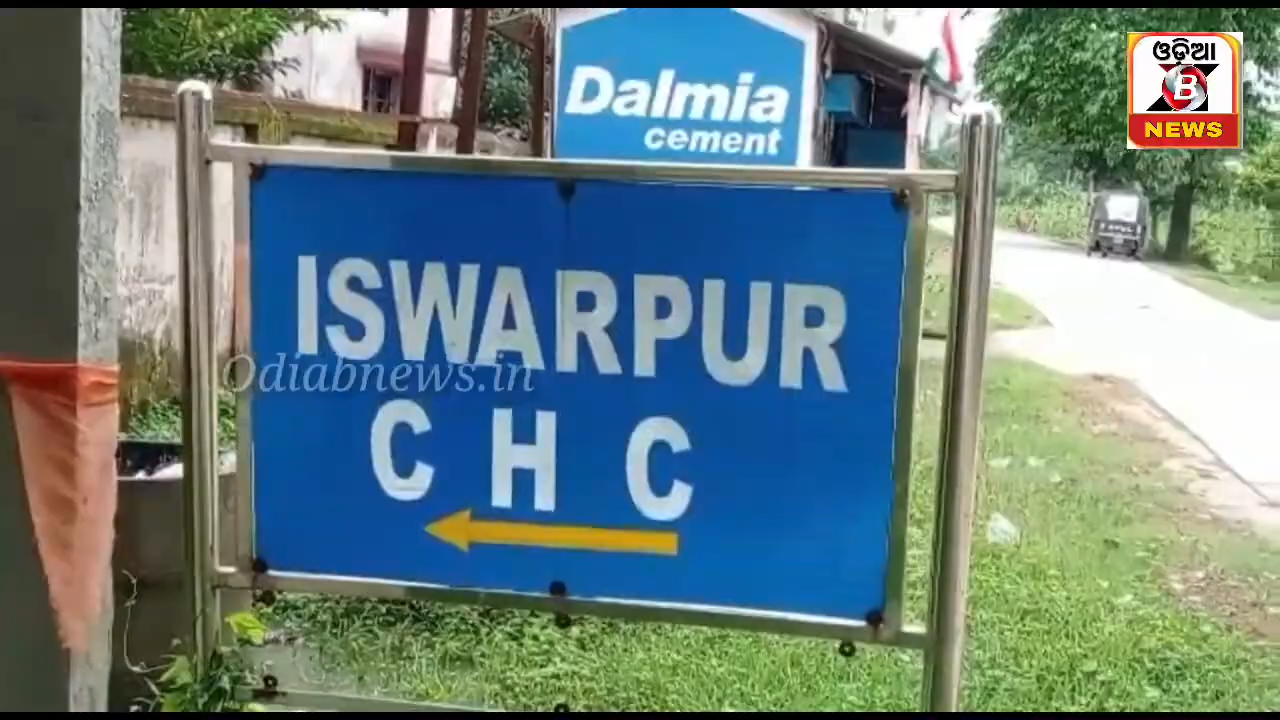 Dalmia
cement
ଓଡ଼ିଆ
B
NEWS
ISWARPUR
Odiabnews.in
C H C